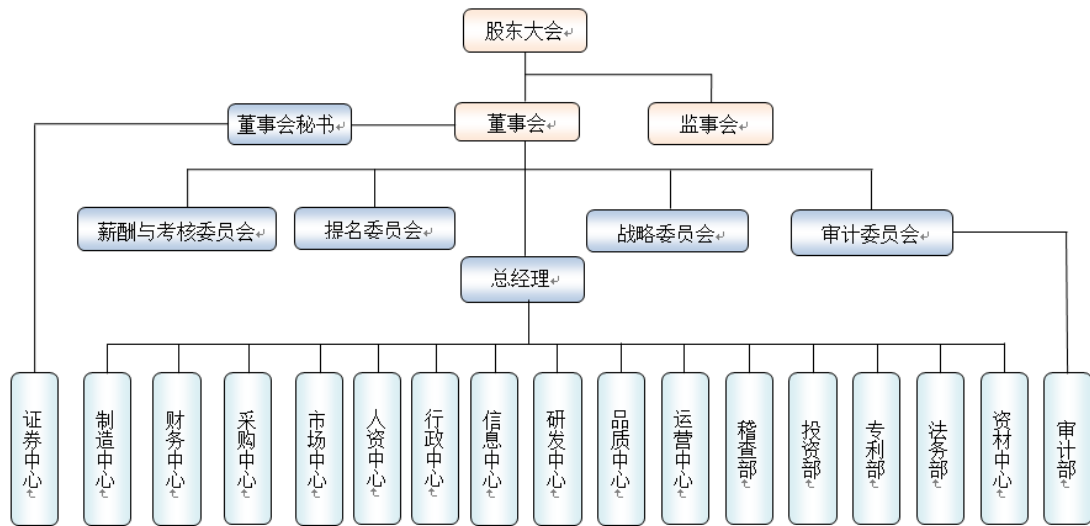 股东大会
董事会秘书
董事会
监事会
薪酬与考核委员会
提名委员会
战略委员会
审计委员会
总经理
证券中心
制造中心
财务中心
采购中心
市场中心
人资中心
行政中心
信息中心
研发中心
品质中心
运营中心
稽查部
投资部
专利部
法务部
资材中心
审计部